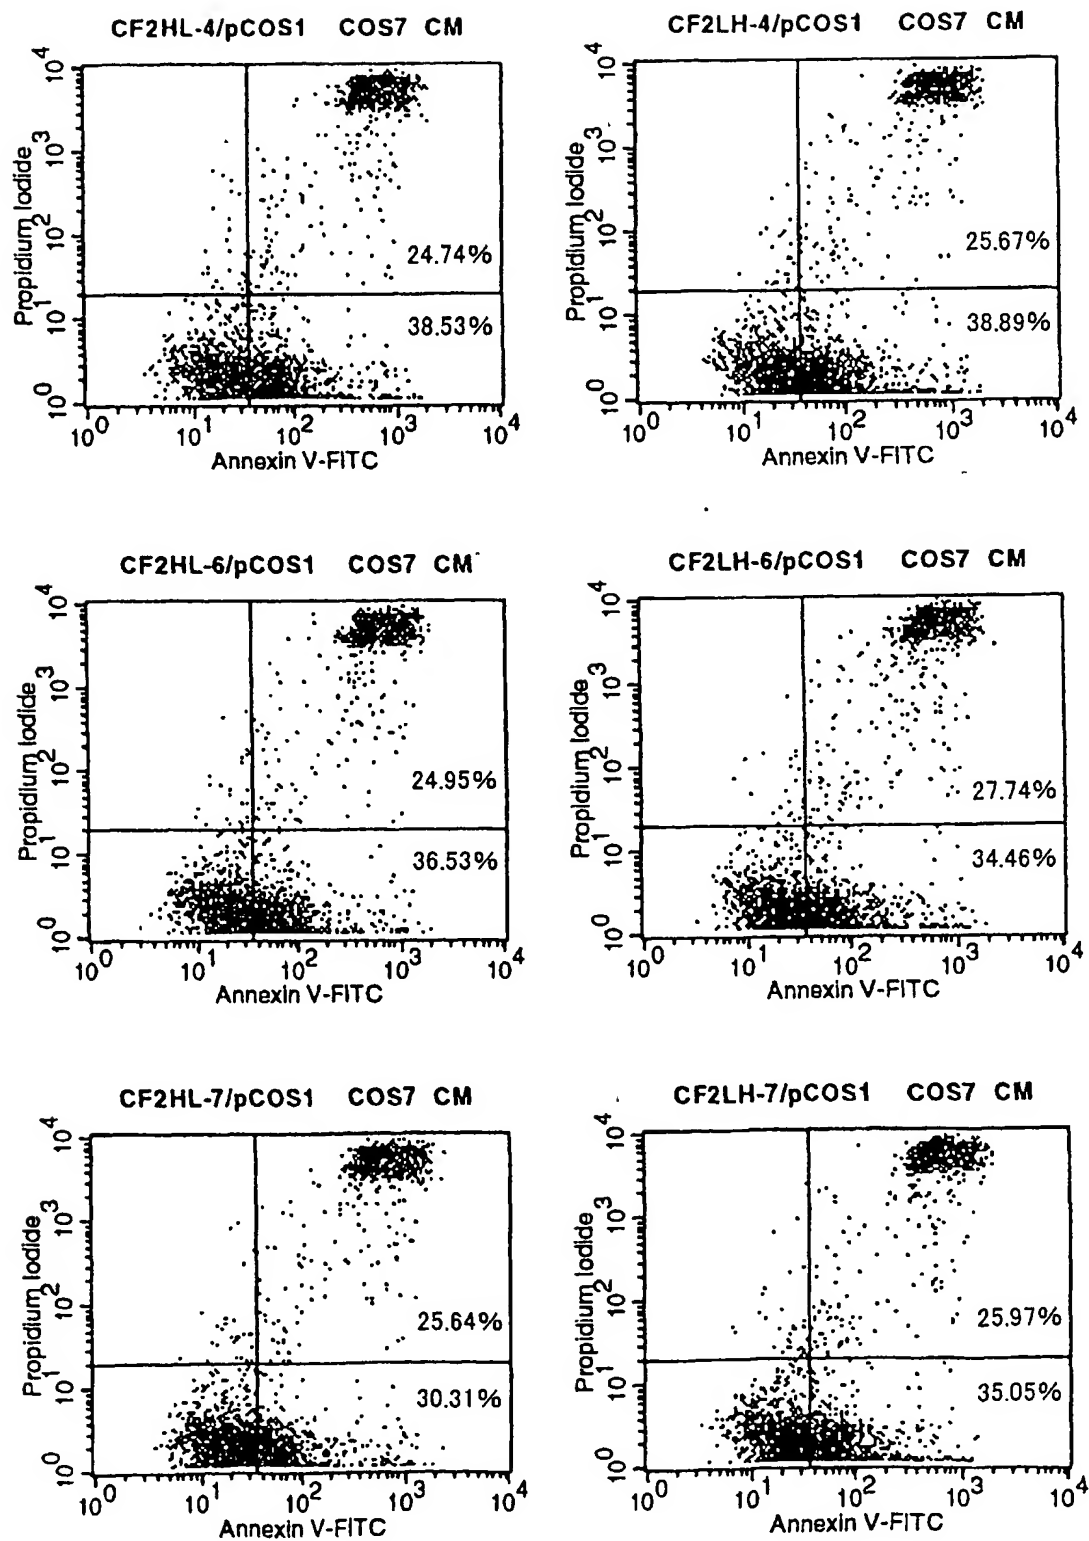 CF2HL-4/pCOS1 COS7 CM
10^4
10^3
10^2
10^1
10^0
Propidium Iodide
24.74%
38.53%
10^0 10^1 10^2 10^3 10^4
Annexin V-FITC
CF2LH-4/pCOS1 COS7 CM
10^4
10^3
10^2
10^1
10^0
Propidium Iodide
25.67%
38.89%
10^0 10^1 10^2 10^3 10^4
Annexin V-FITC
CF2HL-6/pCOS1 COS7 CM
10^4
10^3
10^2
10^1
10^0
Propidium Iodide
24.95%
36.53%
10^0 10^1 10^2 10^3 10^4
Annexin V-FITC
CF2LH-6/pCOS1 COS7 CM
10^4
10^3
10^2
10^1
10^0
Propidium Iodide
27.74%
34.46%
10^0 10^1 10^2 10^3 10^4
Annexin V-FITC
CF2HL-7/pCOS1 COS7 CM
10^4
10^3
10^2
10^1
10^0
Propidium Iodide
25.64%
30.31%
10^0 10^1 10^2 10^3 10^4
Annexin V-FITC
CF2LH-7/pCOS1 COS7 CM
10^4
10^3
10^2
10^1
10^0
Propidium Iodide
25.97%
35.05%
10^0 10^1 10^2 10^3 10^4
Annexin V-FITC